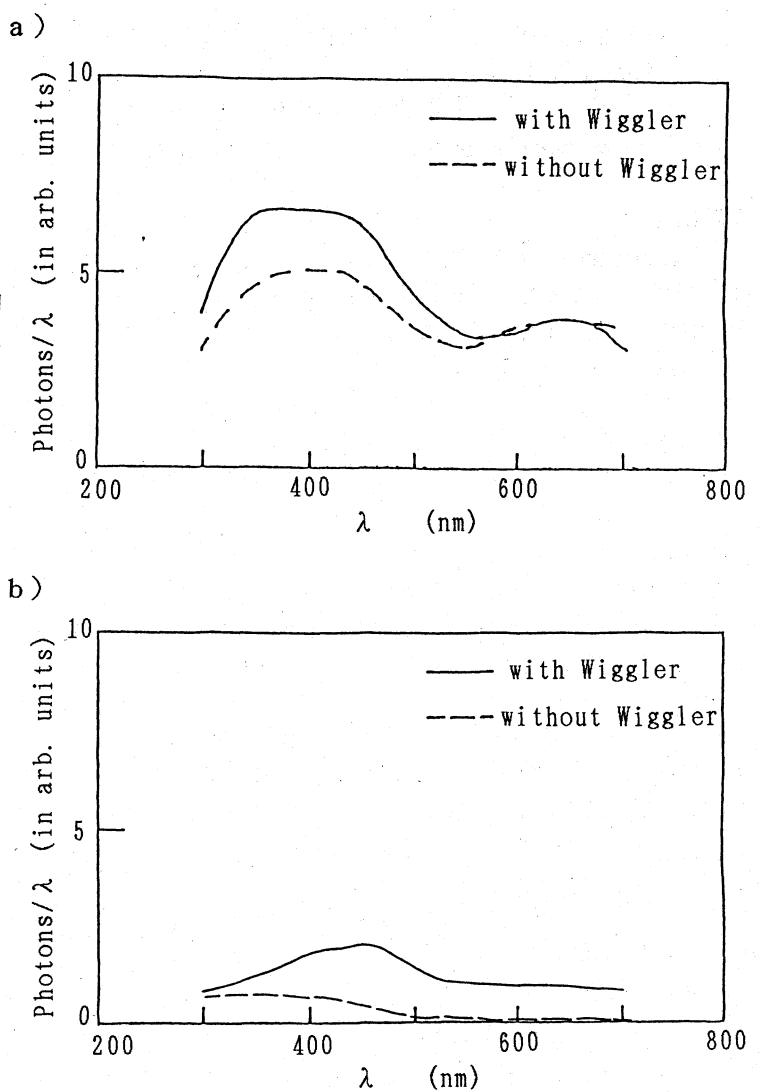 a)
10
5
0
Photons/λ (in arb. units)
with Wiggler
without Wiggler
200
400
600
800
λ (nm)
b)
10
5
0
Photons/λ (in arb. units)
with Wiggler
without Wiggler
200
400
600
800
λ (nm)